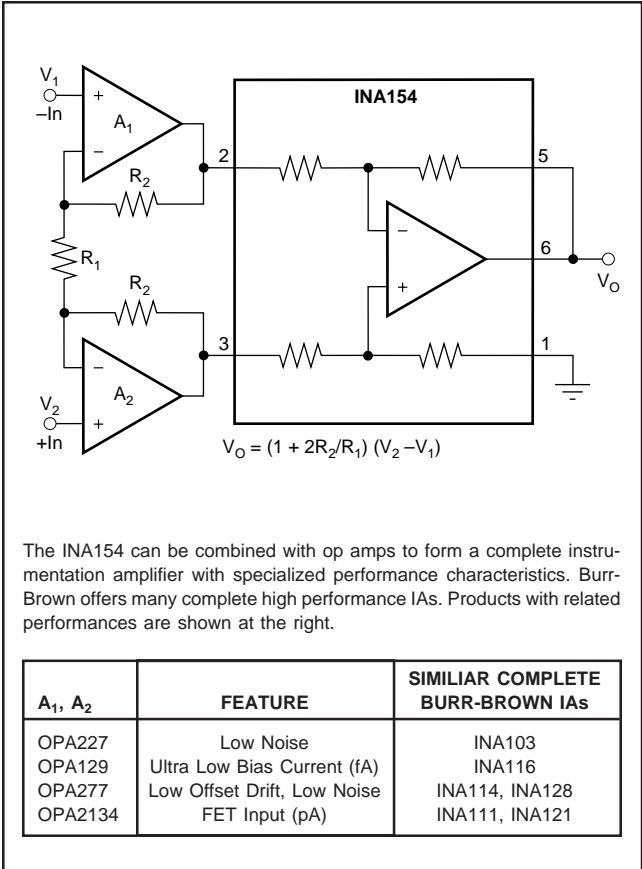 INA154
V₁
–In
+
A₁
–
2
5
R₂
–
6
R₁
V_O
+
R₂
3
1
–
A₂
V₂
+
+In
V_O = (1 + 2R₂/R₁) (V₂ –V₁)
The INA154 can be combined with op amps to form a complete instru-
mentation amplifier with specialized performance characteristics. Burr-
Brown offers many complete high performance IAs. Products with related
performances are shown at the right.
SIMILIAR COMPLETE
A₁, A₂ FEATURE BURR-BROWN IAs
OPA227 Low Noise INA103
OPA129 Ultra Low Bias Current (fA) INA116
OPA277 Low Offset Drift, Low Noise INA114, INA128
OPA2134 FET Input (pA) INA111, INA121